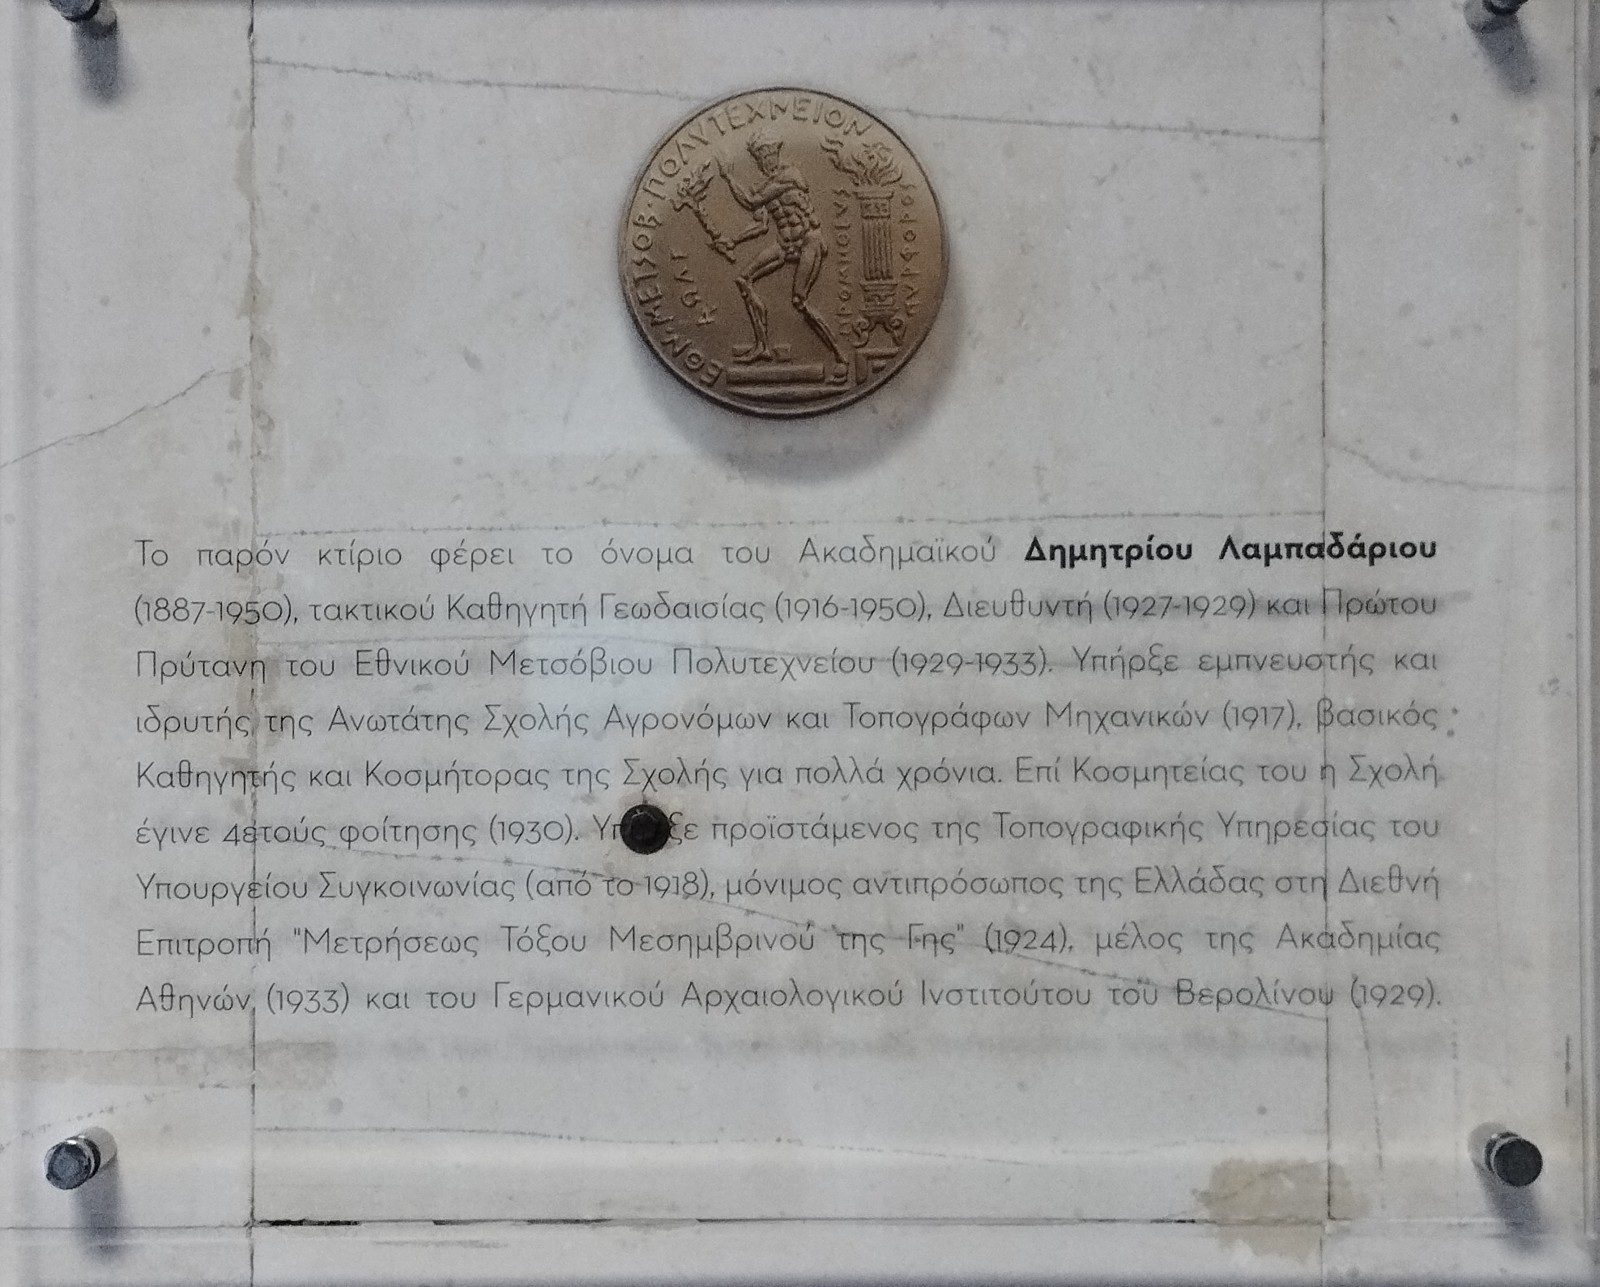 ΕΘΝ·ΜΕΤΣΟΒ·ΠΟΛΥΤΕΧΝΕΙΟΝ
ΠΡΟΜΗΘΕΥΣ
ΠΥΡΦΟΡΟΣ
Το παρόν κτίριο φέρει το όνομα του Ακαδημαϊκού Δημητρίου Λαμπαδάριου
(1887-1950), τακτικού Καθηγητή Γεωδαισίας (1916-1950), Διευθυντή (1927-1929) και Πρώτου
Πρύτανη του Εθνικού Μετσόβιου Πολυτεχνείου (1929-1933). Υπήρξε εμπνευστής και
ιδρυτής της Ανωτάτης Σχολής Αγρονόμων και Τοπογράφων Μηχανικών (1917), βασικός
Καθηγητής και Κοσμήτορας της Σχολής για πολλά χρόνια. Επί Κοσμητείας του η Σχολή
έγινε 4ετούς φοίτησης (1930). Υπήρξε προϊστάμενος της Τοπογραφικής Υπηρεσίας του
Υπουργείου Συγκοινωνίας (από το 1918), μόνιμος αντιπρόσωπος της Ελλάδας στη Διεθνή
Επιτροπή "Μετρήσεως Τόξου Μεσημβρινού της Γης" (1924), μέλος της Ακαδημίας
Αθηνών (1933) και του Γερμανικού Αρχαιολογικού Ινστιτούτου του Βερολίνου (1929).